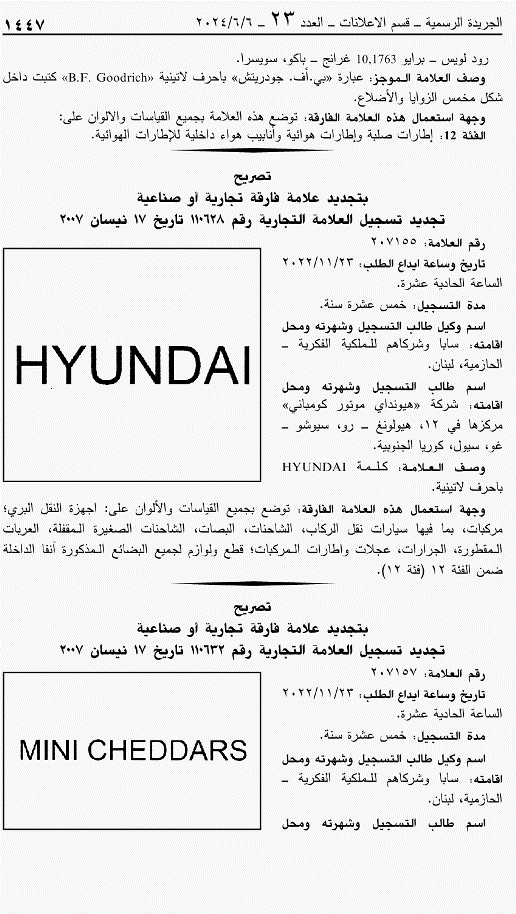 الجريدة الرسمية ــ قسم الاعلانات ــ العدد ٢٣ ــ ٢٠٢٤/٦/٦
١٤٤٧
رود لويس ــ برايو 10,1763 غرانج ــ باكو، سويسرا.
وصف العلامة الموجز: عبارة «بي.أف. جودريتش» باحرف لاتينية «B.F. Goodrich» كتبت داخل
شكل مخمس الزوايا والأضلاع.
وجهة استعمال هذه العلامة الفارقة: توضع هذه العلامة بجميع القياسات والالوان على:
الفئة 12: إطارات صلبة وإطارات هوائية وأنابيب هواء داخلية للإطارات الهوائية.
تصريح
بتجديد علامة فارقة تجارية أو صناعية
تجديد تسجيل العلامة التجارية رقم ١١٠٦٢٨ تاريخ ١٧ نيسان ٢٠٠٧
رقم العلامة: ٢٠٧١٥٥
تاريخ وساعة ايداع الطلب: ٢٠٢٢/١١/٢٣
الساعة الحادية عشرة.
مدة التسجيل: خمس عشرة سنة.
اسم وكيل طالب التسجيل وشهرته ومحل
اقامته: سابا وشركاهم للملكية الفكرية ــ
الحازمية، لبنان.
اسم طالب التسجيل وشهرته ومحل
اقامته: شركة «هيونداي موتور كومباني»
مركزها في ١٢، هيولونغ ــ رو، سيوشو ــ
غو، سيول، كوريا الجنوبية.
وصف العلامة: كلمة HYUNDAI
باحرف لاتينية.
HYUNDAI
وجهة استعمال هذه العلامة الفارقة: توضع بجميع القياسات والألوان على: اجهزة النقل البري؛
مركبات، بما فيها سيارات نقل الركاب، الشاحنات، البصات، الشاحنات الصغيرة المقفلة، العربات
المقطورة، الجرارات، عجلات واطارات المركبات؛ قطع ولوازم لجميع البضائع المذكورة آنفا الداخلة
ضمن الفئة ١٢ (فئة ١٢).
تصريح
بتجديد علامة فارقة تجارية أو صناعية
تجديد تسجيل العلامة التجارية رقم ١١٠٦٣٢ تاريخ ١٧ نيسان ٢٠٠٧
رقم العلامة: ٢٠٧١٥٧
تاريخ وساعة ايداع الطلب: ٢٠٢٢/١١/٢٣
الساعة الحادية عشرة.
مدة التسجيل: خمس عشرة سنة.
اسم وكيل طالب التسجيل وشهرته ومحل
اقامته: سابا وشركاهم للملكية الفكرية ــ
الحازمية، لبنان.
اسم طالب التسجيل وشهرته ومحل
MINI CHEDDARS